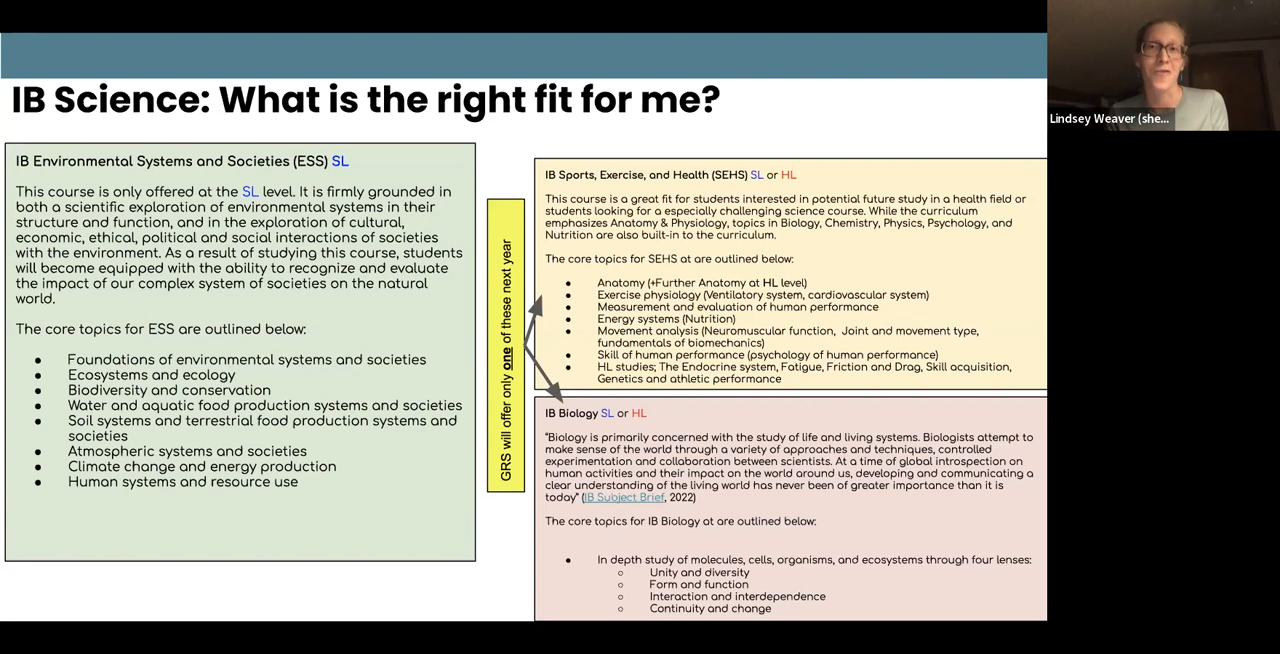 IB Science: What is the right fit for me?
IB Environmental Systems and Societies (ESS) SL
This course is only offered at the SL level. It is firmly grounded in
both a scientific exploration of environmental systems in their
structure and function, and in the exploration of cultural,
economic, ethical, political and social interactions of societies
with the environment. As a result of studying this course, students
will become equipped with the ability to recognize and evaluate
the impact of our complex system of societies on the natural
world.
The core topics for ESS are outlined below:
● Foundations of environmental systems and societies
● Ecosystems and ecology
● Biodiversity and conservation
● Water and aquatic food production systems and societies
● Soil systems and terrestrial food production systems and
societies
● Atmospheric systems and societies
● Climate change and energy production
● Human systems and resource use
GRS will offer only one of these next year
IB Sports, Exercise, and Health (SEHS) SL or HL
This course is a great fit for students interested in potential future study in a health field or
students looking for a especially challenging science course. While the curriculum
emphasizes Anatomy & Physiology, topics in Biology, Chemistry, Physics, Psychology, and
Nutrition are also built-in to the curriculum.
The core topics for SEHS at are outlined below:
● Anatomy (+Further Anatomy at HL level)
● Exercise physiology (Ventilatory system, cardiovascular system)
● Measurement and evaluation of human performance
● Energy systems (Nutrition)
● Movement analysis (Neuromuscular function, Joint and movement type,
fundamentals of biomechanics)
● Skill of human performance (psychology of human performance)
● HL studies; The Endocrine system, Fatigue, Friction and Drag, Skill acquisition,
Genetics and athletic performance
IB Biology SL or HL
"Biology is primarily concerned with the study of life and living systems. Biologists attempt to
make sense of the world through a variety of approaches and techniques, controlled
experimentation and collaboration between scientists. At a time of global introspection on
human activities and their impact on the world around us, developing and communicating a
clear understanding of the living world has never been of greater importance than it is
today" (IB Subject Brief, 2022)
The core topics for IB Biology at are outlined below:
● In depth study of molecules, cells, organisms, and ecosystems through four lenses:
○ Unity and diversity
○ Form and function
○ Interaction and interdependence
○ Continuity and change
Lindsey Weaver (she...